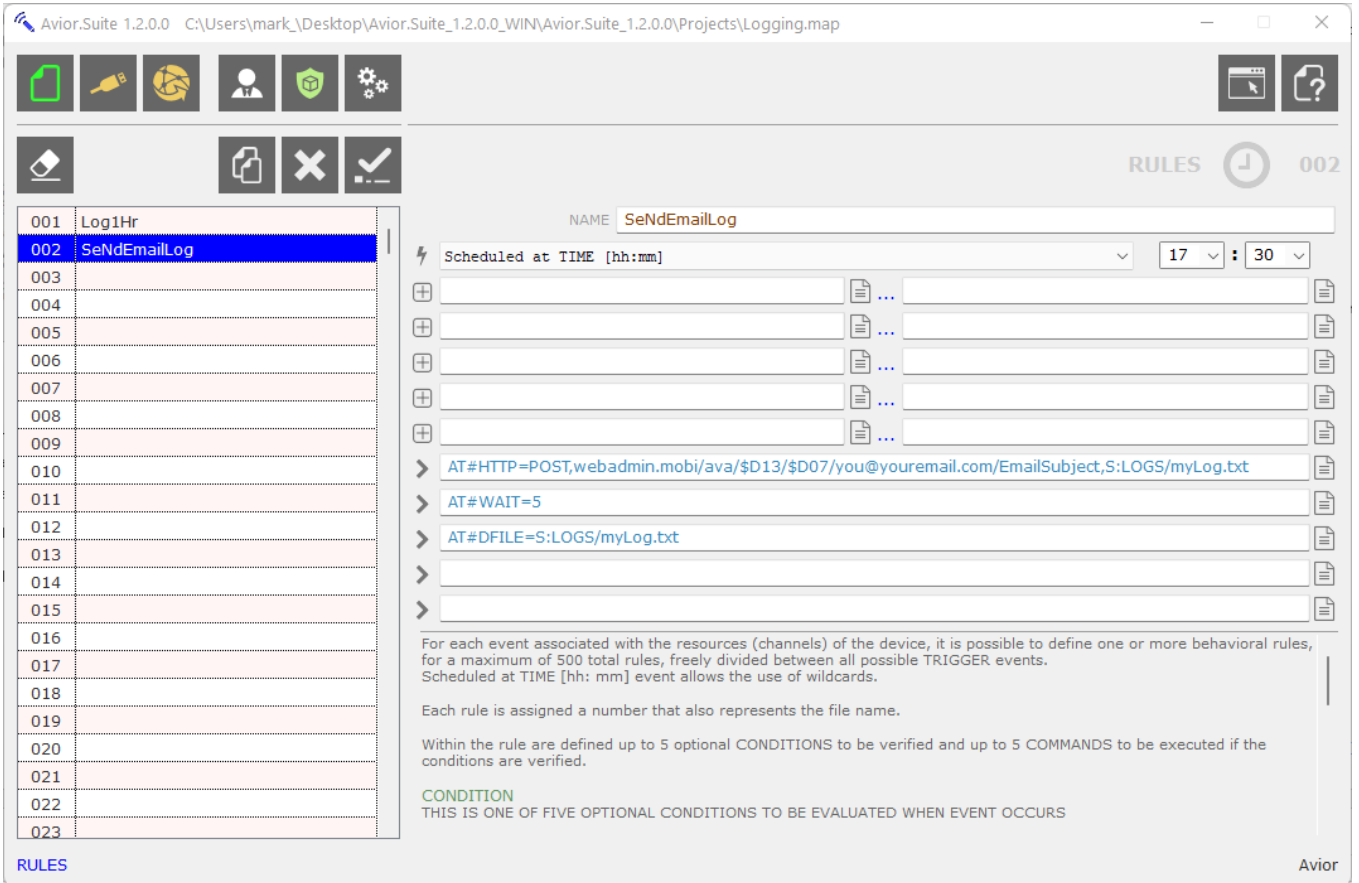 Avior.Suite 1.2.0.0 C:\Users\mark_\Desktop\Avior.Suite_1.2.0.0_WIN\Avior.Suite_1.2.0.0\Projects\Logging.map
RULES 002
001 Log1Hr
002 SeNdEmailLog
003
004
005
006
007
008
009
010
011
012
013
014
015
016
017
018
019
020
021
022
023
NAME SeNdEmailLog
Scheduled at TIME [hh:mm] 17 : 30
...
...
...
...
...
AT#HTTP=POST,webadmin.mobi/ava/$D13/$D07/you@youremail.com/EmailSubject,S:LOGS/myLog.txt
AT#WAIT=5
AT#DFILE=S:LOGS/myLog.txt
For each event associated with the resources (channels) of the device, it is possible to define one or more behavioral rules,
for a maximum of 500 total rules, freely divided between all possible TRIGGER events.
Scheduled at TIME [hh: mm] event allows the use of wildcards.
Each rule is assigned a number that also represents the file name.
Within the rule are defined up to 5 optional CONDITIONS to be verified and up to 5 COMMANDS to be executed if the
conditions are verified.
CONDITION
THIS IS ONE OF FIVE OPTIONAL CONDITIONS TO BE EVALUATED WHEN EVENT OCCURS
RULES Avior